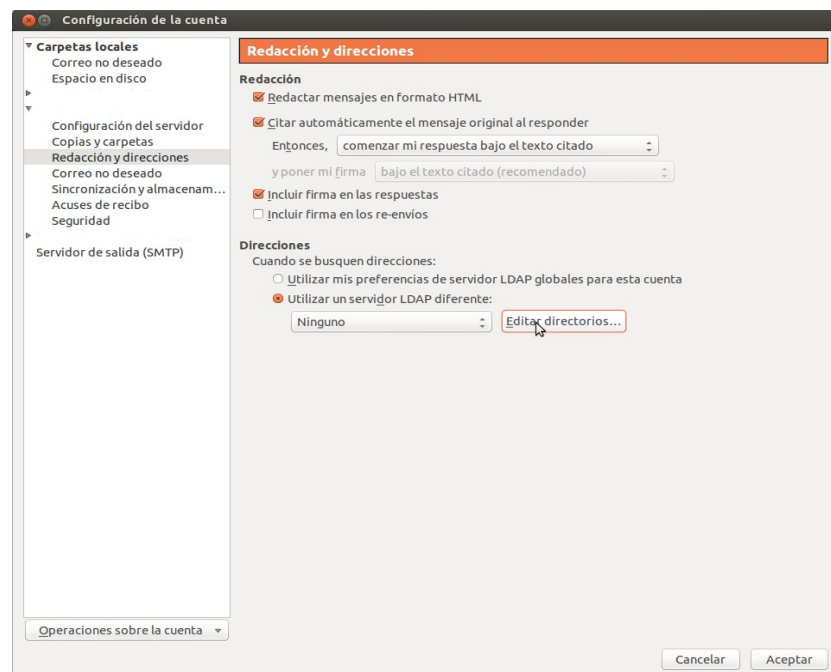 Configuración de la cuenta
Carpetas locales
Correo no deseado
Espacio en disco
Configuración del servidor
Copias y carpetas
Redacción y direcciones
Correo no deseado
Sincronización y almacenam...
Acuses de recibo
Seguridad
Servidor de salida (SMTP)
Operaciones sobre la cuenta
Redacción y direcciones
Redacción
Redactar mensajes en formato HTML
Citar automáticamente el mensaje original al responder
Entonces, comenzar mi respuesta bajo el texto citado
y poner mi firma bajo el texto citado (recomendado)
Incluir firma en las respuestas
Incluir firma en los re-envíos
Direcciones
Cuando se busquen direcciones:
Utilizar mis preferencias de servidor LDAP globales para esta cuenta
Utilizar un servidor LDAP diferente:
Ninguno Editar directorios...
Cancelar Aceptar